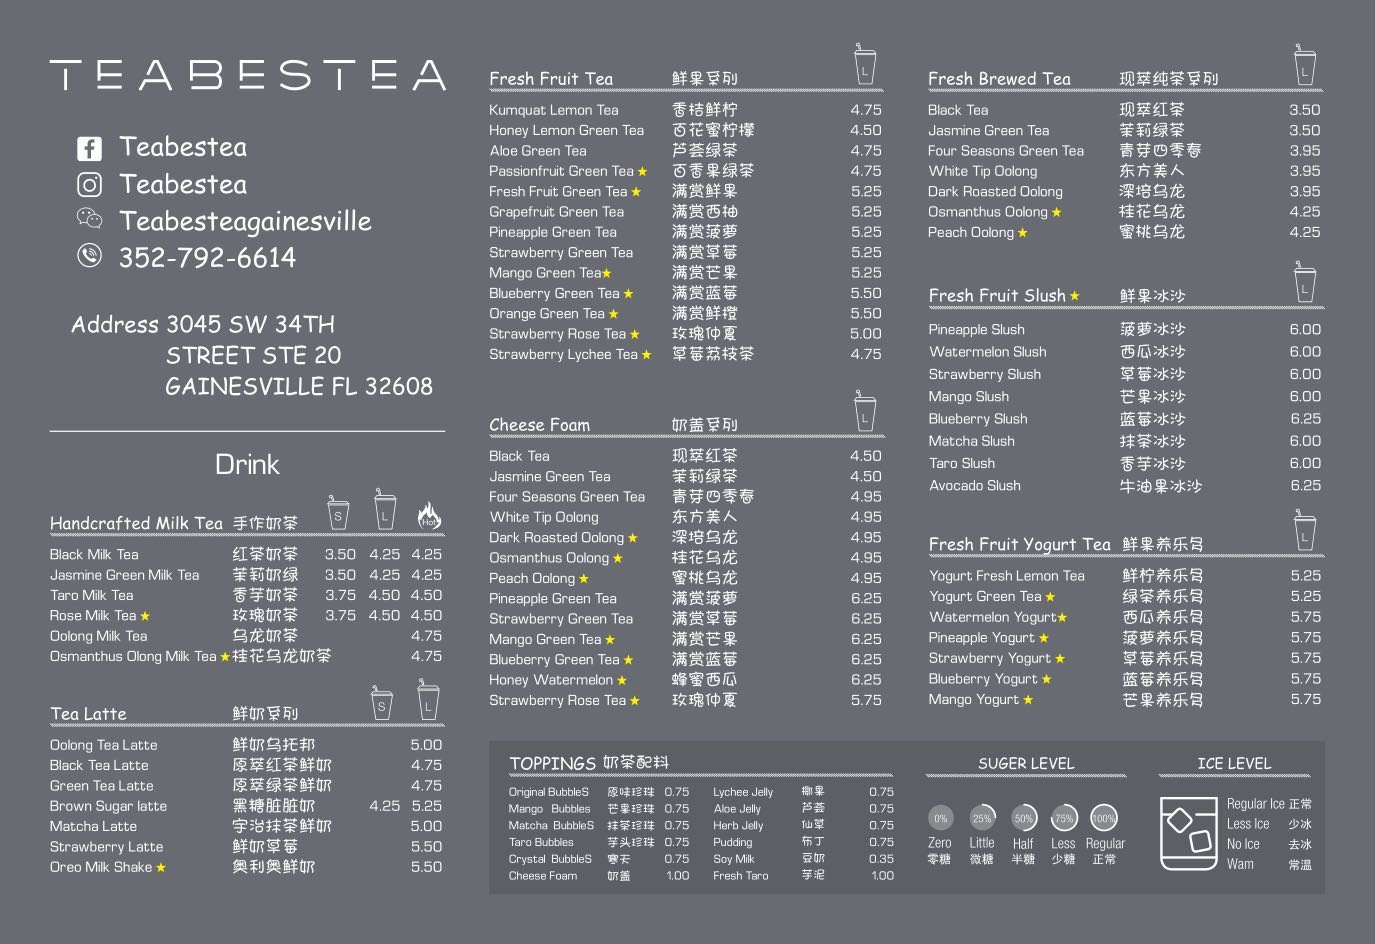 TEABESTEA
Teabestea
Teabestea
Teabesteagainesville
352-792-6614
Address 3045 SW 34TH
STREET STE 20
GAINESVILLE FL 32608
Drink
Handcrafted Milk Tea 手作奶茶 S L Hot
Black Milk Tea 红茶奶茶 3.50 4.25 4.25
Jasmine Green Milk Tea 茉莉奶绿 3.50 4.25 4.25
Taro Milk Tea 香芋奶茶 3.75 4.50 4.50
Rose Milk Tea ★ 玫瑰奶茶 3.75 4.50 4.50
Oolong Milk Tea 乌龙奶茶 4.75
Osmanthus Olong Milk Tea ★ 桂花乌龙奶茶 4.75
Tea Latte 鲜奶系列 S L
Oolong Tea Latte 鲜奶乌托邦 5.00
Black Tea Latte 原萃红茶鲜奶 4.75
Green Tea Latte 原萃绿茶鲜奶 4.75
Brown Sugar latte 黑糖脏脏奶 4.25 5.25
Matcha Latte 宇治抹茶鲜奶 5.00
Strawberry Latte 鲜奶草莓 5.50
Oreo Milk Shake ★ 奥利奥鲜奶 5.50
Fresh Fruit Tea 鲜果系列 L
Kumquat Lemon Tea 香桔鲜柠 4.75
Honey Lemon Green Tea 百花蜜柠檬 4.50
Aloe Green Tea 芦荟绿茶 4.75
Passionfruit Green Tea ★ 百香果绿茶 4.75
Fresh Fruit Green Tea ★ 满赏鲜果 5.25
Grapefruit Green Tea 满赏西柚 5.25
Pineapple Green Tea 满赏菠萝 5.25
Strawberry Green Tea 满赏草莓 5.25
Mango Green Tea★ 满赏芒果 5.25
Blueberry Green Tea ★ 满赏蓝莓 5.50
Orange Green Tea ★ 满赏鲜橙 5.50
Strawberry Rose Tea ★ 玫瑰仲夏 5.00
Strawberry Lychee Tea ★ 草莓荔枝茶 4.75
Cheese Foam 奶盖系列 L
Black Tea 现萃红茶 4.50
Jasmine Green Tea 茉莉绿茶 4.50
Four Seasons Green Tea 青芽四季春 4.95
White Tip Oolong 东方美人 4.95
Dark Roasted Oolong ★ 深焙乌龙 4.95
Osmanthus Oolong ★ 桂花乌龙 4.95
Peach Oolong ★ 蜜桃乌龙 4.95
Pineapple Green Tea 满赏菠萝 6.25
Strawberry Green Tea 满赏草莓 6.25
Mango Green Tea ★ 满赏芒果 6.25
Blueberry Green Tea ★ 满赏蓝莓 6.25
Honey Watermelon ★ 蜂蜜西瓜 6.25
Strawberry Rose Tea ★ 玫瑰仲夏 5.75
Fresh Brewed Tea 现萃纯茶系列 L
Black Tea 现萃红茶 3.50
Jasmine Green Tea 茉莉绿茶 3.50
Four Seasons Green Tea 青芽四季春 3.95
White Tip Oolong 东方美人 3.95
Dark Roasted Oolong 深焙乌龙 3.95
Osmanthus Oolong ★ 桂花乌龙 4.25
Peach Oolong ★ 蜜桃乌龙 4.25
Fresh Fruit Slush ★ 鲜果冰沙 L
Pineapple Slush 菠萝冰沙 6.00
Watermelon Slush 西瓜冰沙 6.00
Strawberry Slush 草莓冰沙 6.00
Mango Slush 芒果冰沙 6.00
Blueberry Slush 蓝莓冰沙 6.25
Matcha Slush 抹茶冰沙 6.00
Taro Slush 香芋冰沙 6.00
Avocado Slush 牛油果冰沙 6.25
Fresh Fruit Yogurt Tea 鲜果养乐多 L
Yogurt Fresh Lemon Tea 鲜柠养乐多 5.25
Yogurt Green Tea ★ 绿茶养乐多 5.25
Watermelon Yogurt★ 西瓜养乐多 5.75
Pineapple Yogurt ★ 菠萝养乐多 5.75
Strawberry Yogurt ★ 草莓养乐多 5.75
Blueberry Yogurt ★ 蓝莓养乐多 5.75
Mango Yogurt ★ 芒果养乐多 5.75
TOPPINGS 奶茶配料
Original BubbleS 原味珍珠 0.75 Lychee Jelly 椰果 0.75
Mango Bubbles 芒果珍珠 0.75 Aloe Jelly 芦荟 0.75
Matcha BubbleS 抹茶珍珠 0.75 Herb Jelly 仙草 0.75
Taro Bubbles 芋头珍珠 0.75 Pudding 布丁 0.75
Crystal BubbleS 寒天 0.75 Soy Milk 豆奶 0.35
Cheese Foam 奶盖 1.00 Fresh Taro 芋泥 1.00
SUGER LEVEL
0% 25% 50% 75% 100%
Zero Little Half Less Regular
零糖 微糖 半糖 少糖 正常
ICE LEVEL
Regular Ice 正常
Less Ice 少冰
No Ice 去冰
Wam 常温